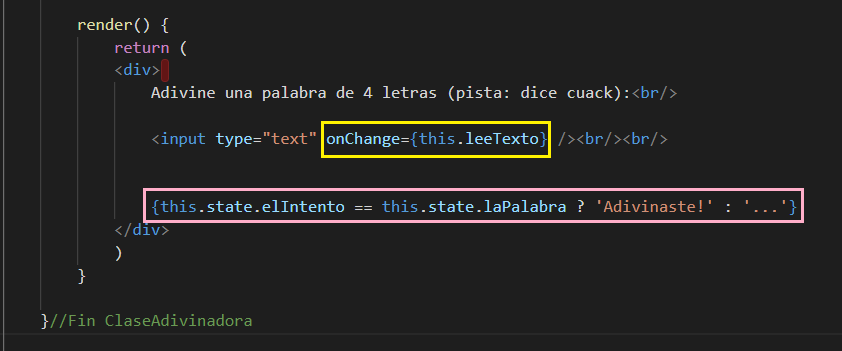 render() {
return (
<div>
Adivine una palabra de 4 letras (pista: dice cuack):<br/>
<input type="text" onChange={this.leeTexto} /><br/><br/>
{this.state.elIntento == this.state.laPalabra ? 'Adivinaste!' : '...'}
</div>
)
}
}//Fin ClaseAdivinadora